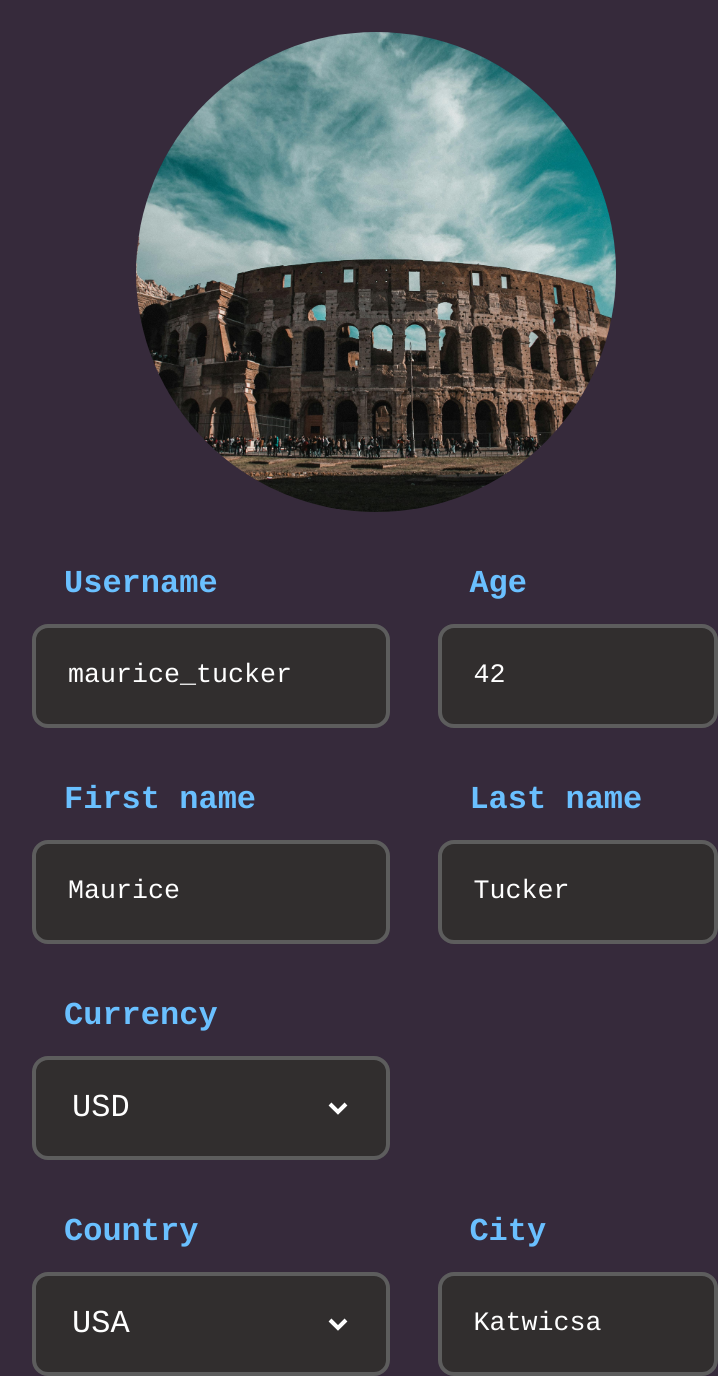 Username Age
maurice_tucker 42
First name Last name
Maurice Tucker
Currency
USD
Country City
USA Katwicsa